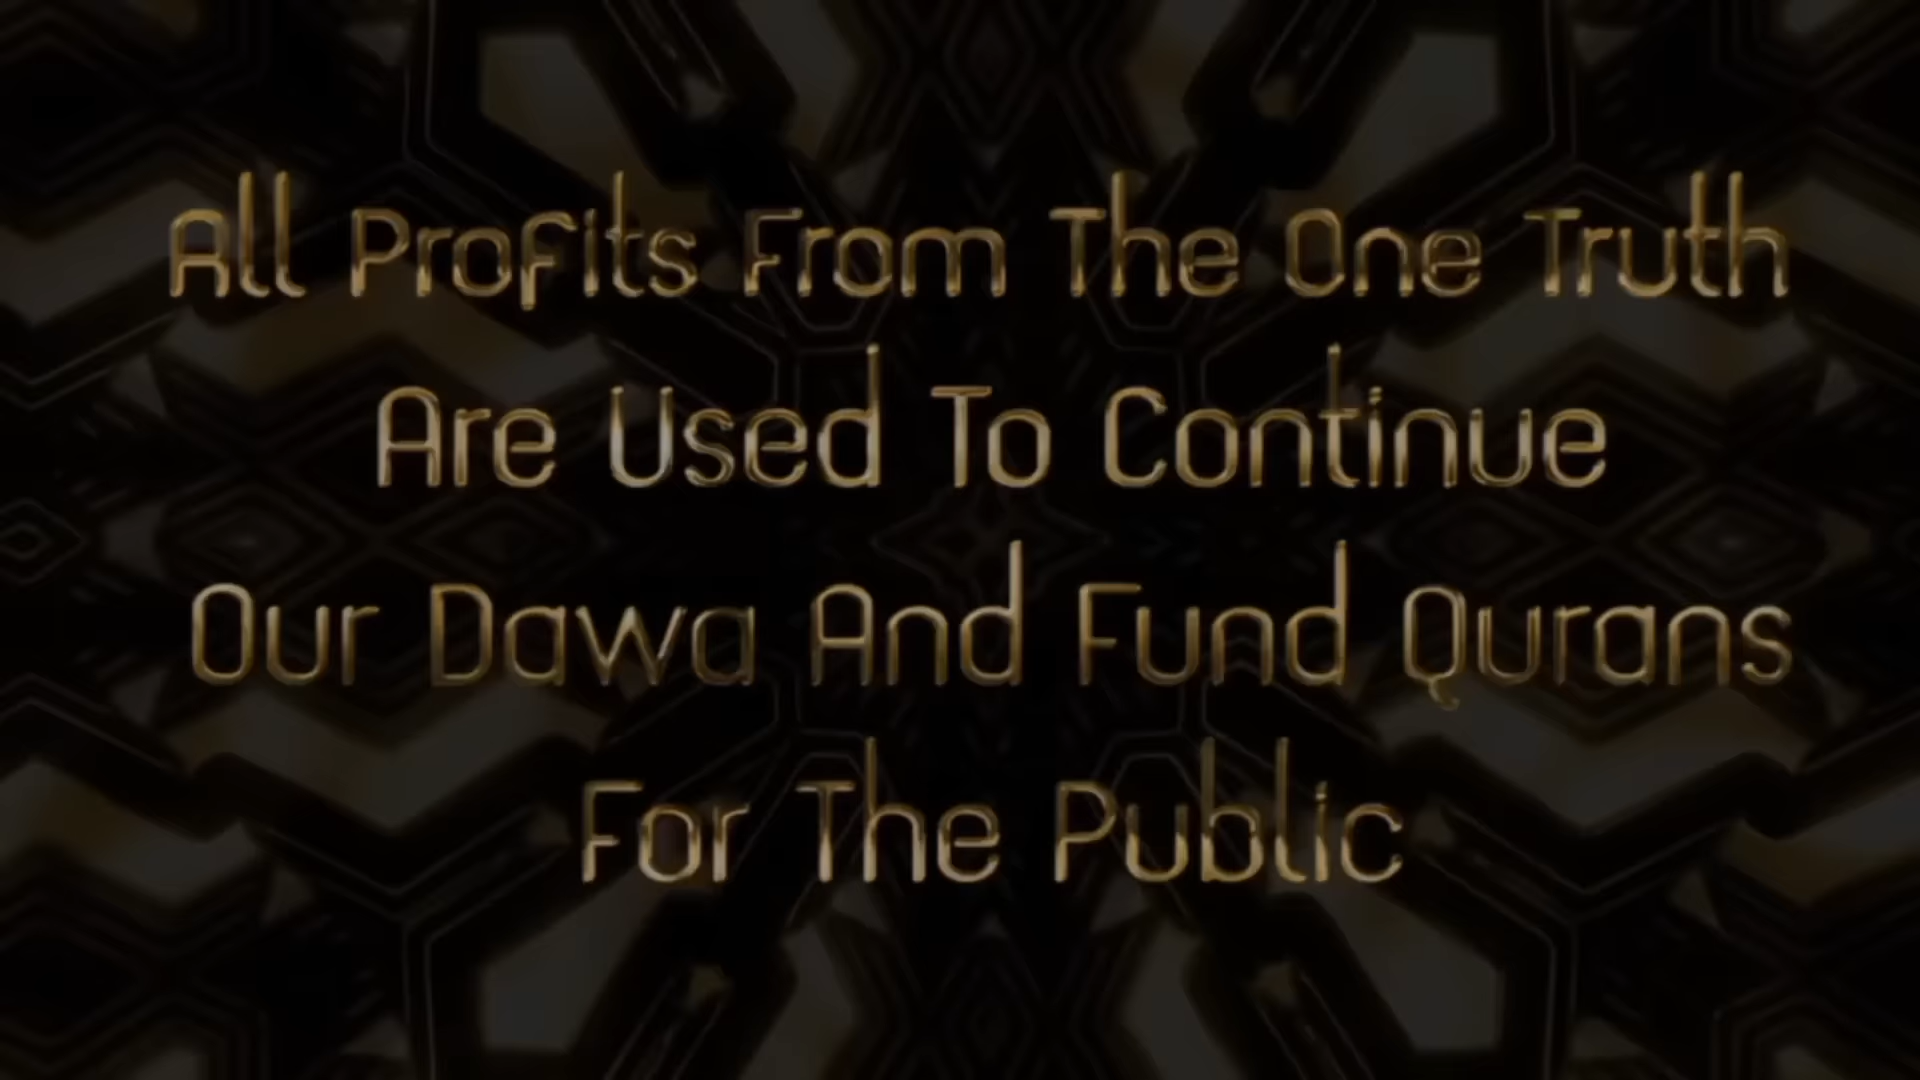 All Profits From The One Truth
Are Used To Continue
Our Dawa And Fund Qurans
For The Public